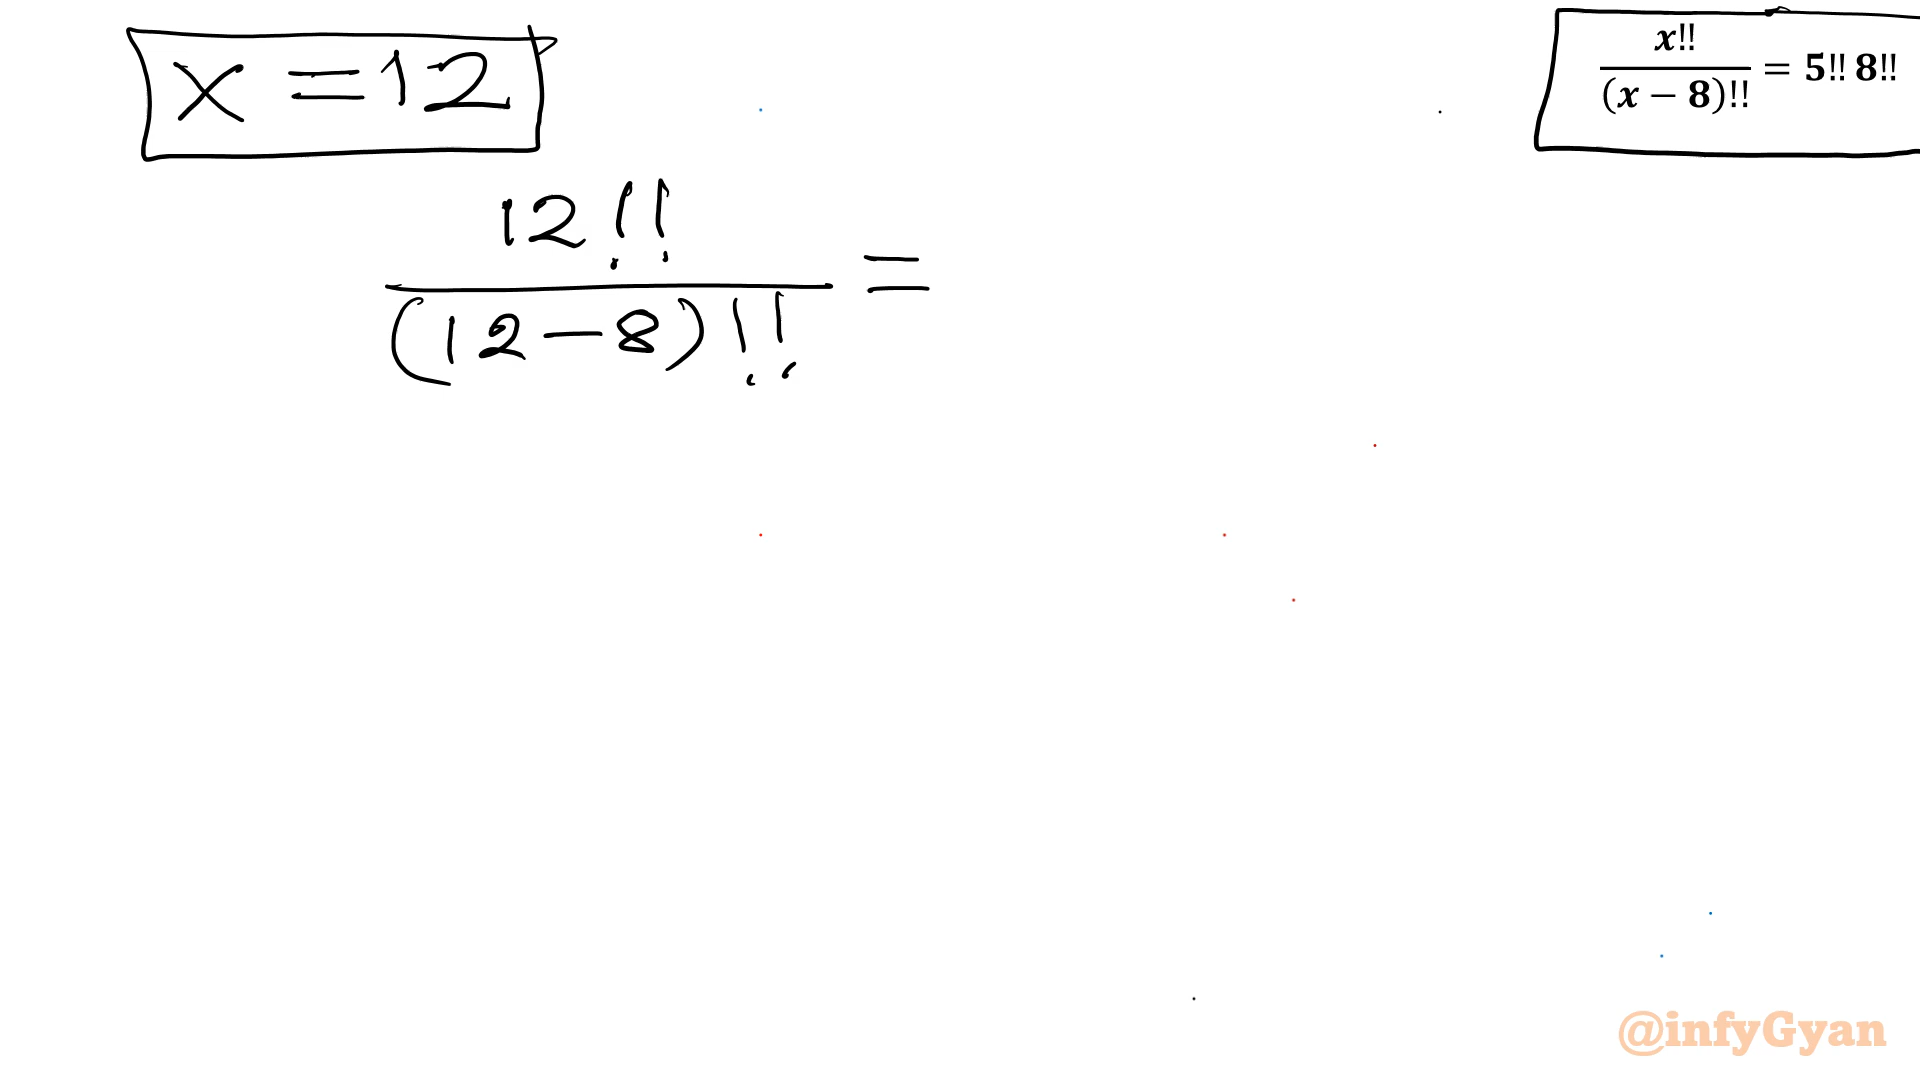 x = 12
x!!
(x − 8)!!
= 5!! 8!!
12!!
(12 − 8)!!
=
@infyGyan